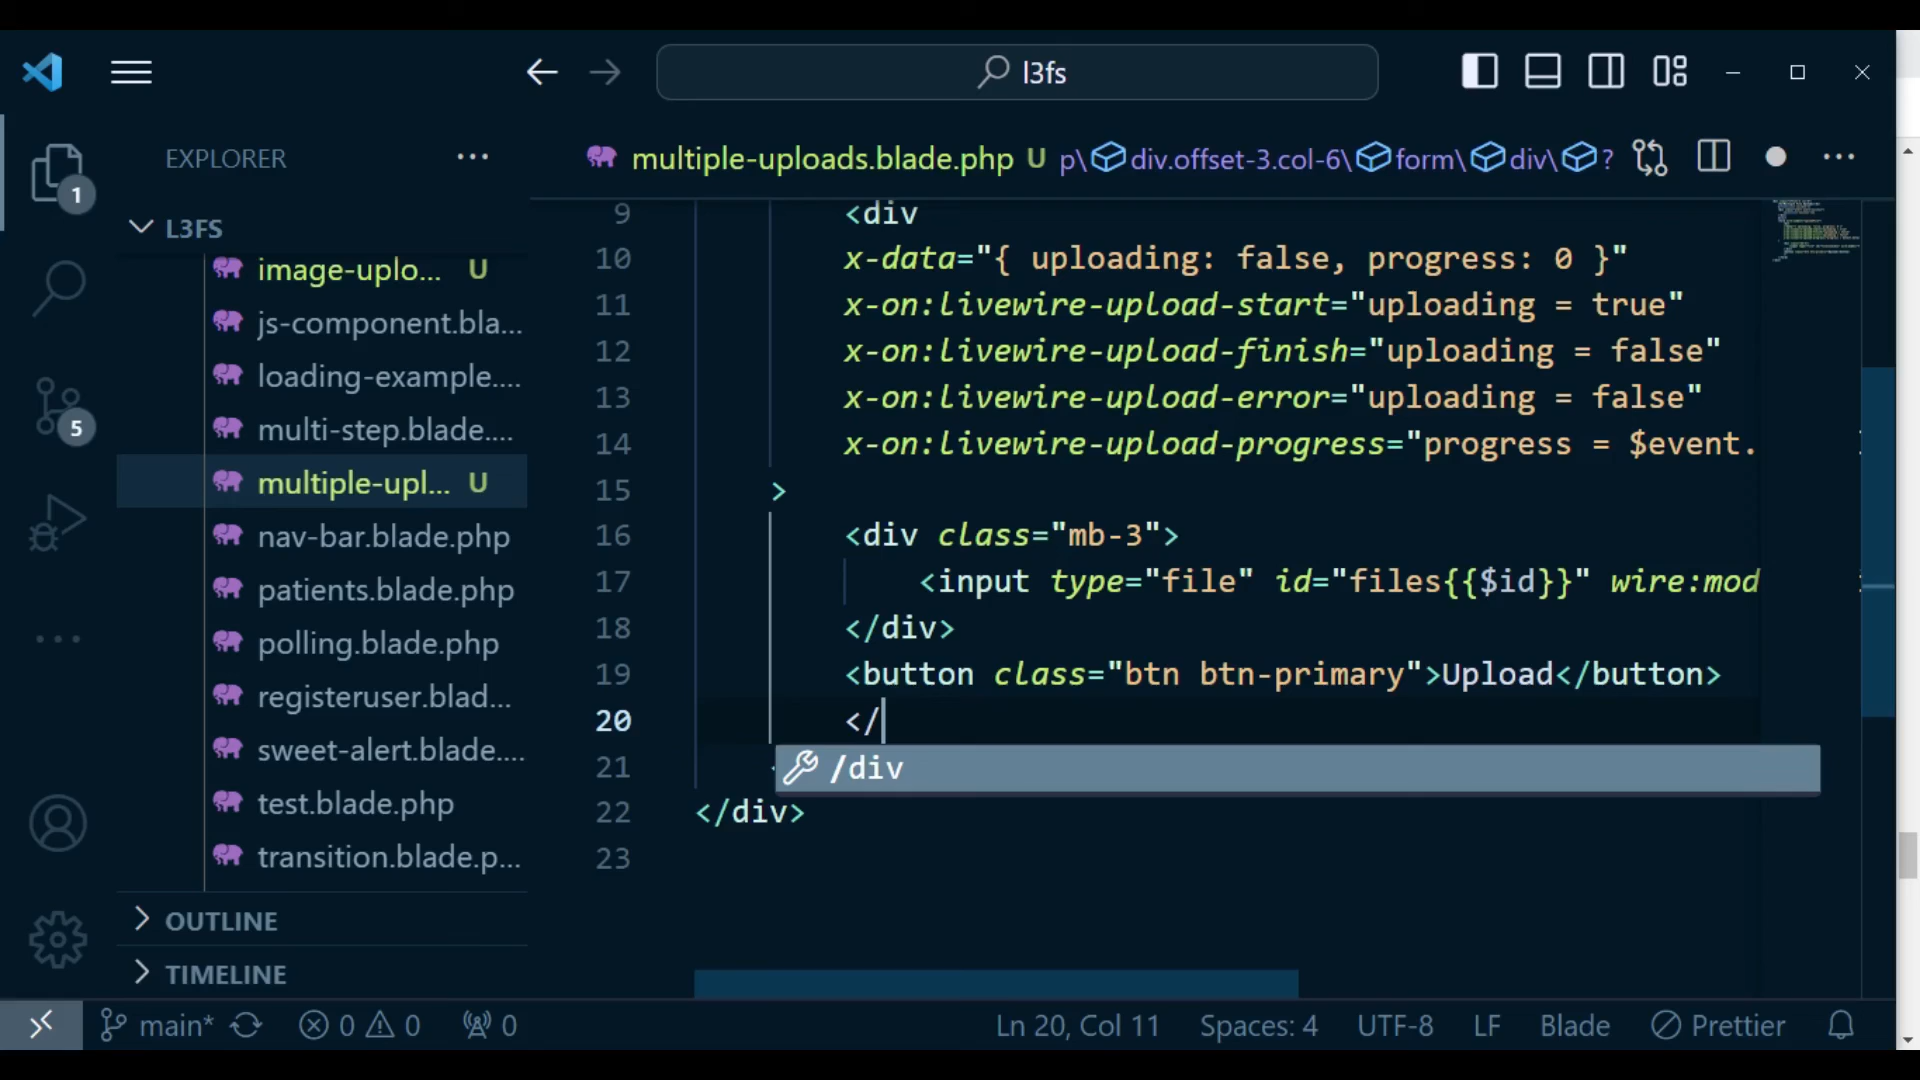 l3fs
EXPLORER
multiple-uploads.blade.php U p\div.offset-3.col-6\form\div\?
1
L3FS
image-uplo... U
js-component.bla...
loading-example....
multi-step.blade....
multiple-upl... U
nav-bar.blade.php
patients.blade.php
polling.blade.php
registeruser.blad...
sweet-alert.blade....
test.blade.php
transition.blade.p...
5
OUTLINE
TIMELINE
9 <div
10 x-data="{ uploading: false, progress: 0 }"
11 x-on:livewire-upload-start="uploading = true"
12 x-on:livewire-upload-finish="uploading = false"
13 x-on:livewire-upload-error="uploading = false"
14 x-on:livewire-upload-progress="progress = $event.
15 >
16 <div class="mb-3">
17 <input type="file" id="files{{$id}}" wire:mod
18 </div>
19 <button class="btn btn-primary">Upload</button>
20 </
/div
21
22 </div>
23
main* 0 0 0 Ln 20, Col 11 Spaces: 4 UTF-8 LF Blade Prettier